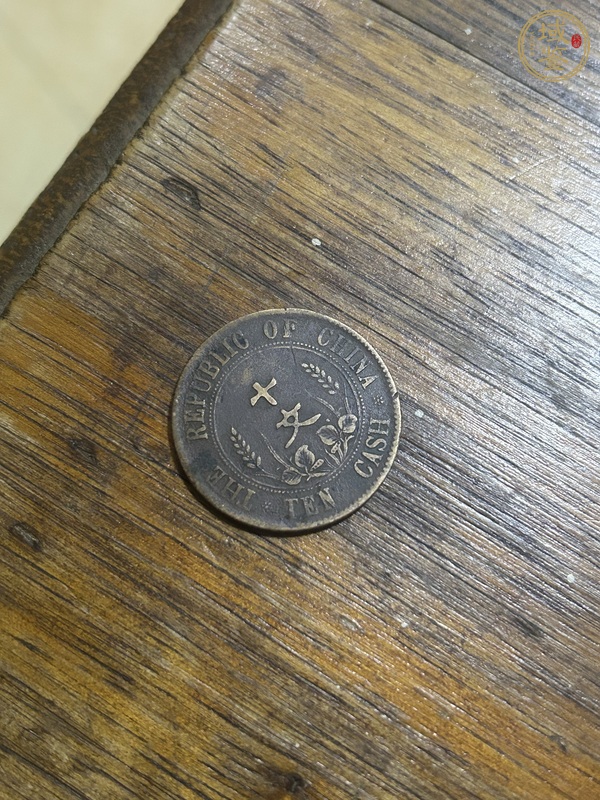 REPUBLIC OF CHINA
十
文
THE TEN CASH